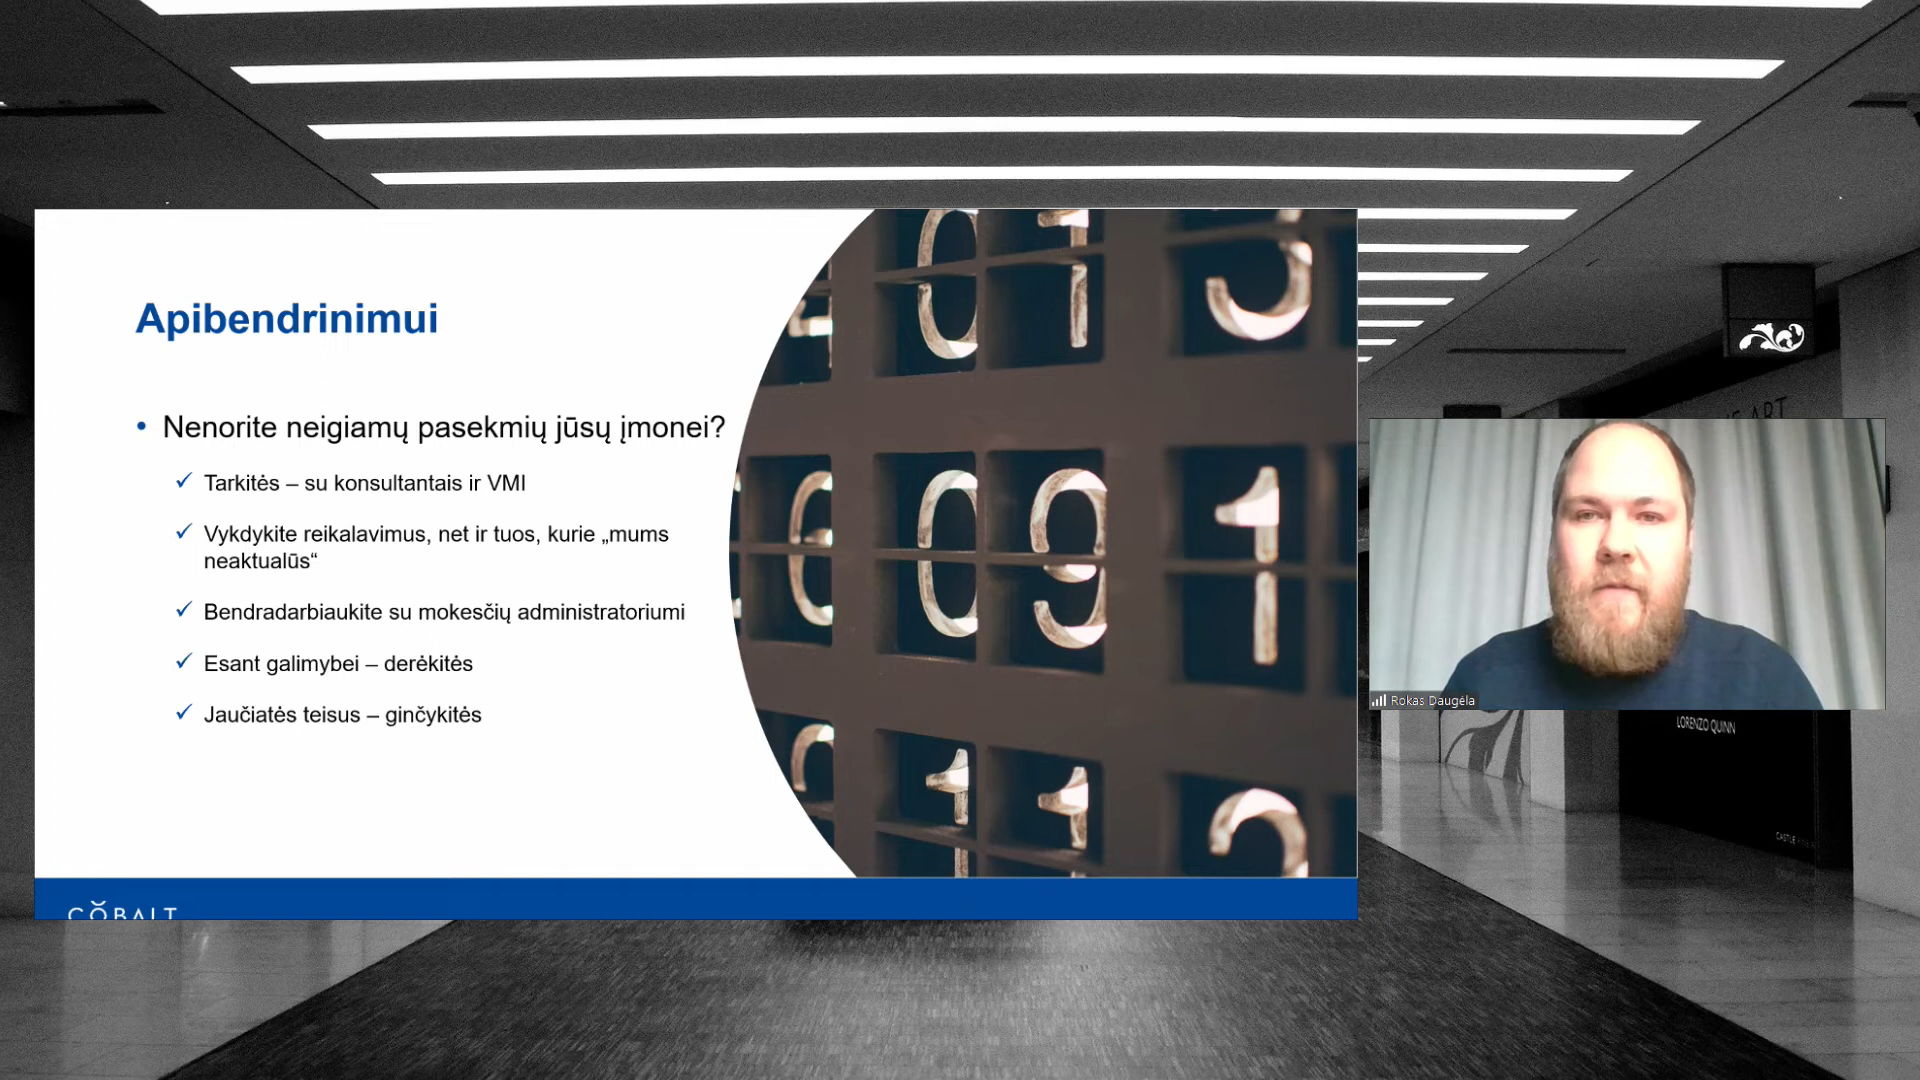 Apibendrinimui
• Nenorite neigiamų pasekmių jūsų įmonei?
✓ Tarkitės – su konsultantais ir VMI
✓ Vykdykite reikalavimus, net ir tuos, kurie „mums
neaktualūs“
✓ Bendradarbiaukite su mokesčių administratoriumi
✓ Esant galimybei – derėkitės
✓ Jaučiatės teisus – ginčykitės
COBALT
Rokas Daugėla
LORENZO QUINN